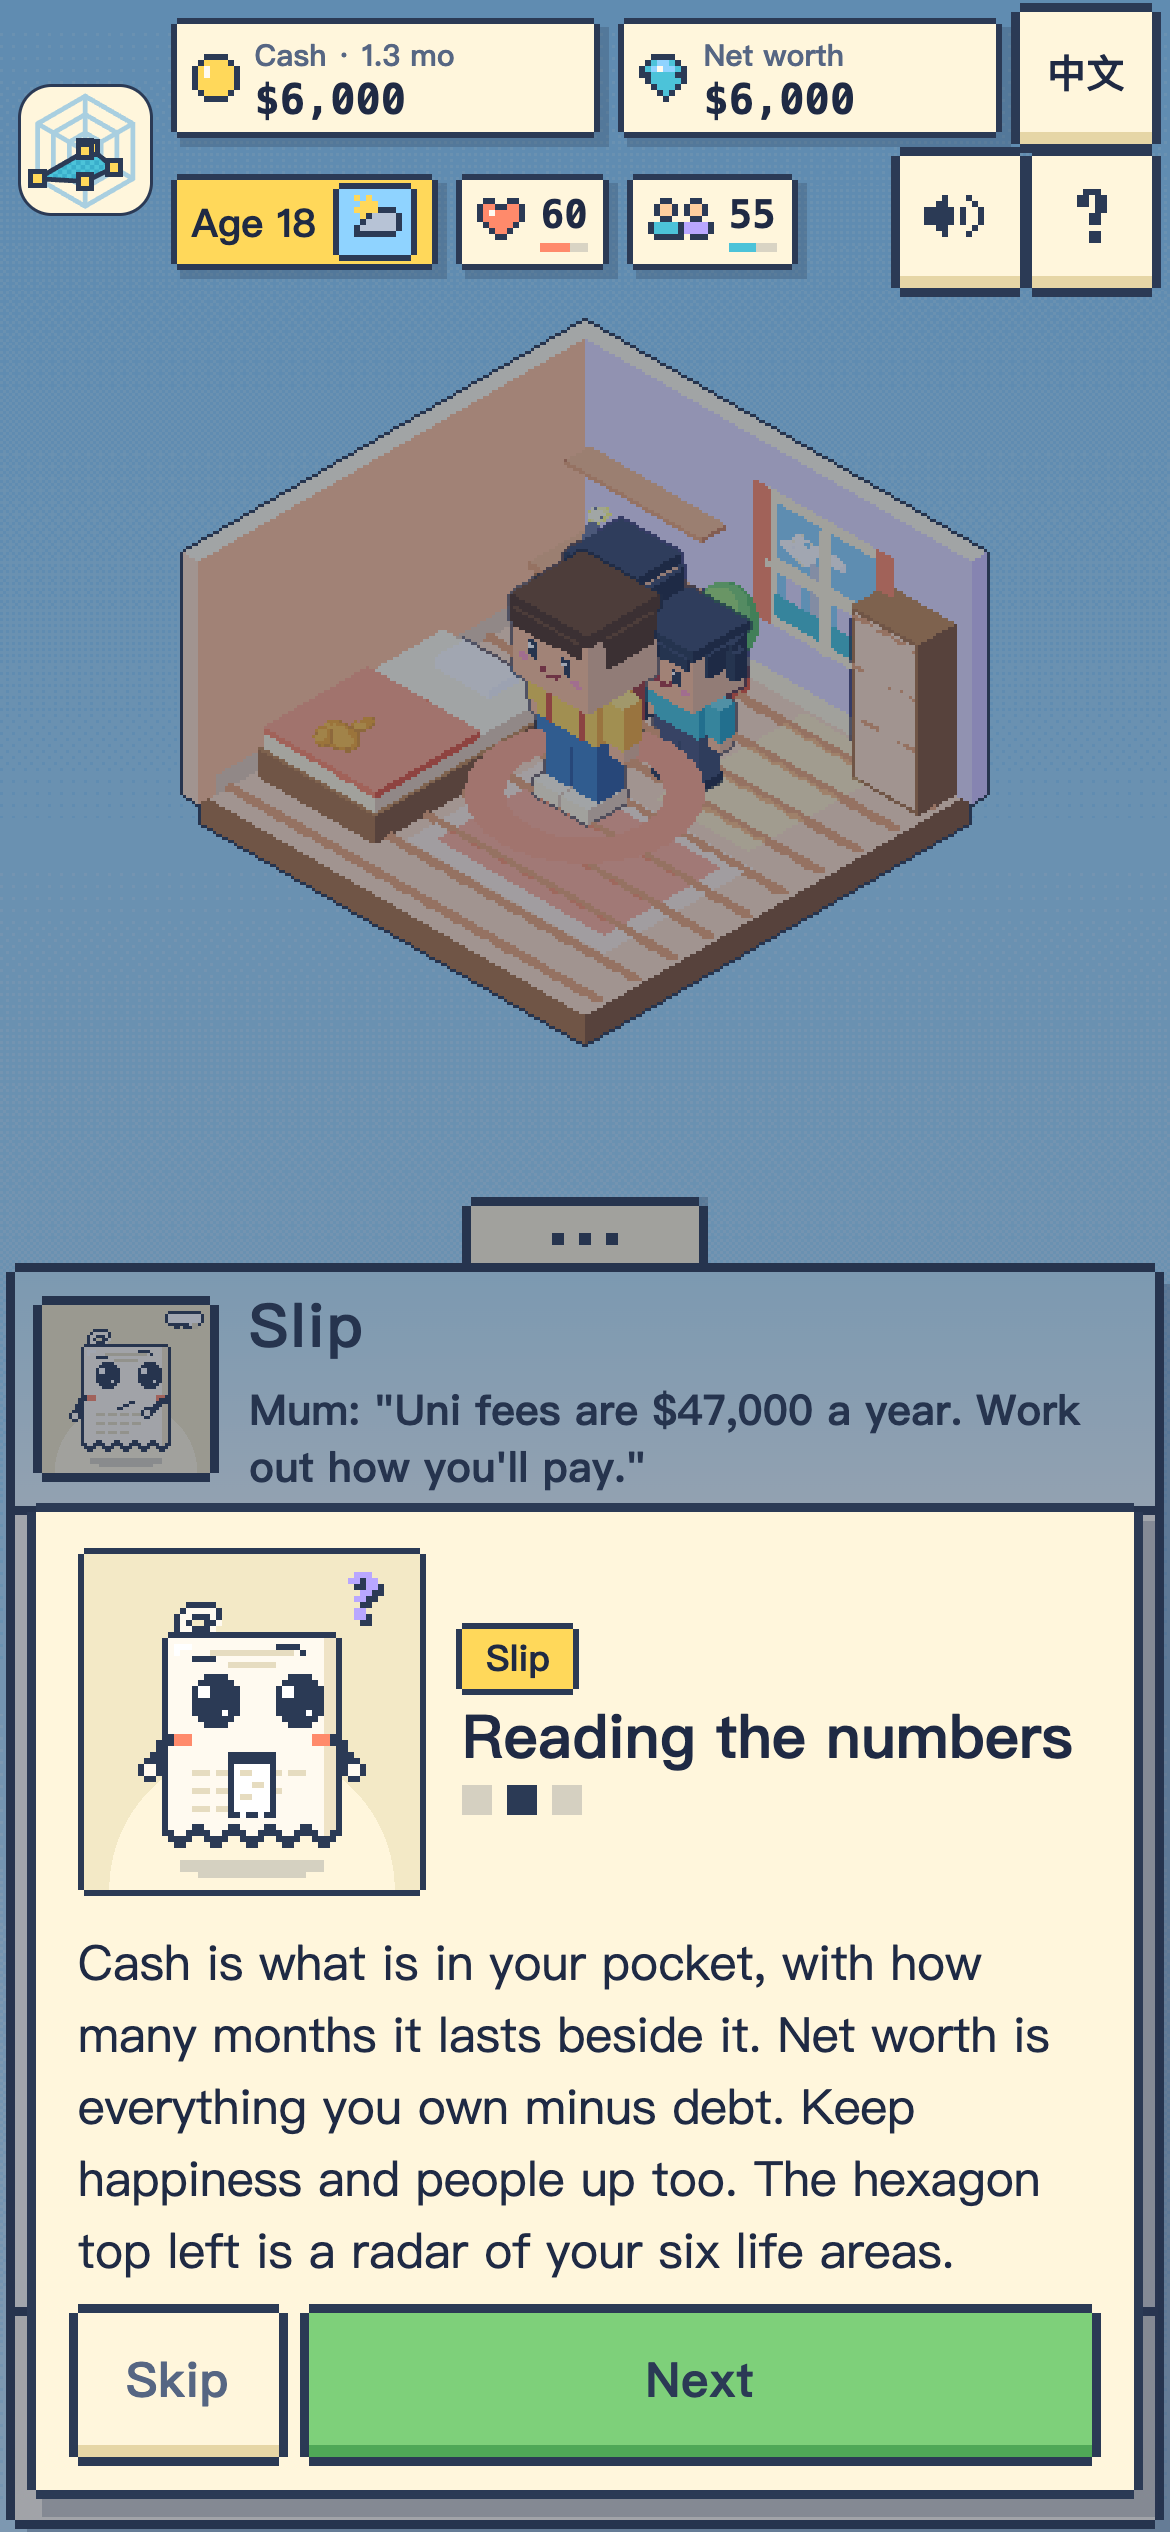 Cash · 1.3 mo
$6,000
Net worth
$6,000
中文
Age 18
60
55
?
Slip
Mum: "Uni fees are $47,000 a year. Work
out how you'll pay."
?
Slip
Reading the numbers
Cash is what is in your pocket, with how
many months it lasts beside it. Net worth is
everything you own minus debt. Keep
happiness and people up too. The hexagon
top left is a radar of your six life areas.
Skip
Next